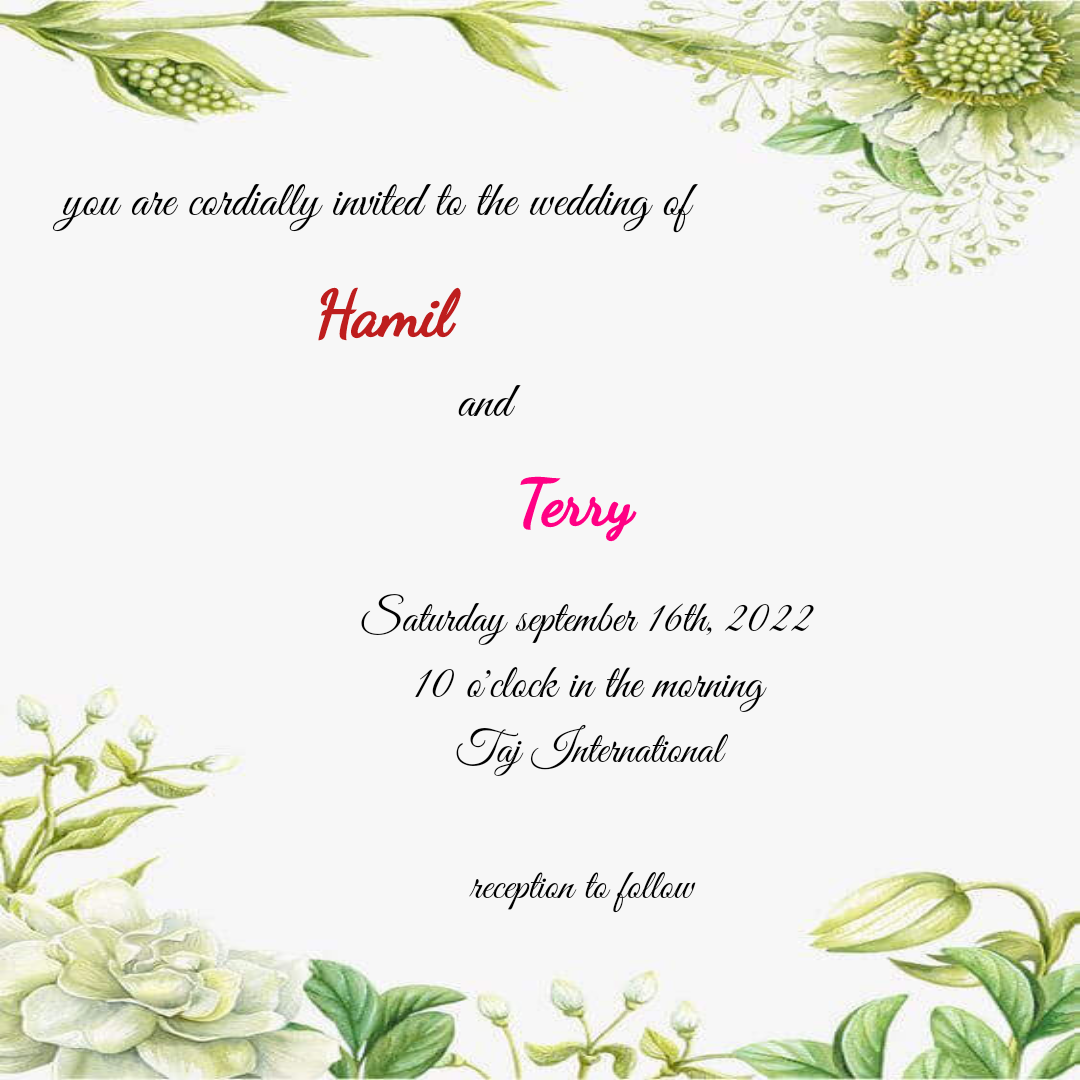 you are cordially invited to the wedding of
Hamil
and
Terry
Saturday september 16th, 2022
10 o'clock in the morning
Taj International
reception to follow